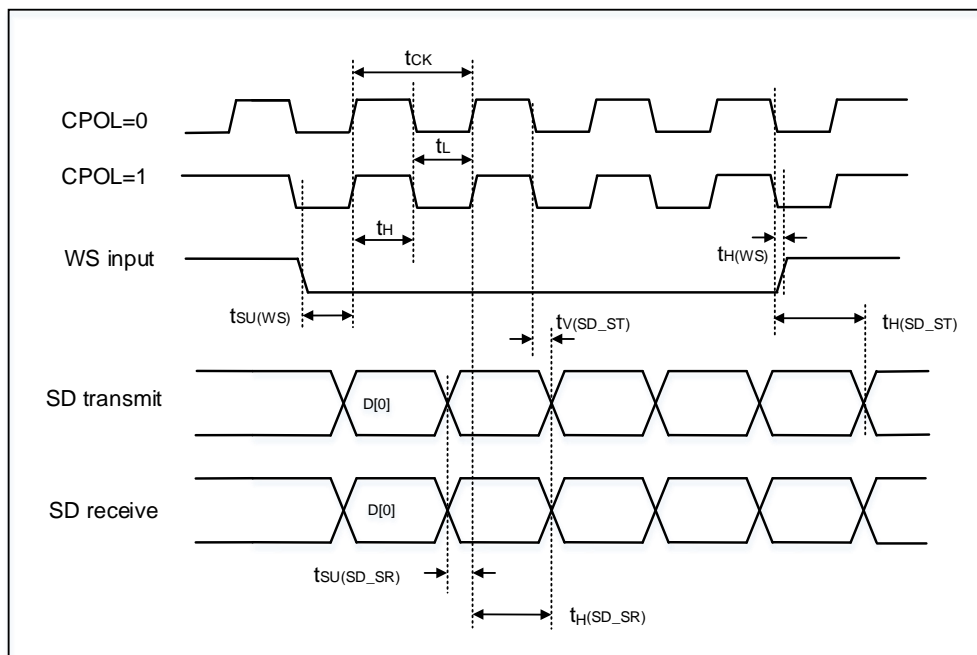 tCK
CPOL=0
tL
CPOL=1
tH
tH(WS)
WS input
tSU(WS)
tV(SD_ST)
tH(SD_ST)
SD transmit
D[0]
SD receive
D[0]
tSU(SD_SR)
tH(SD_SR)